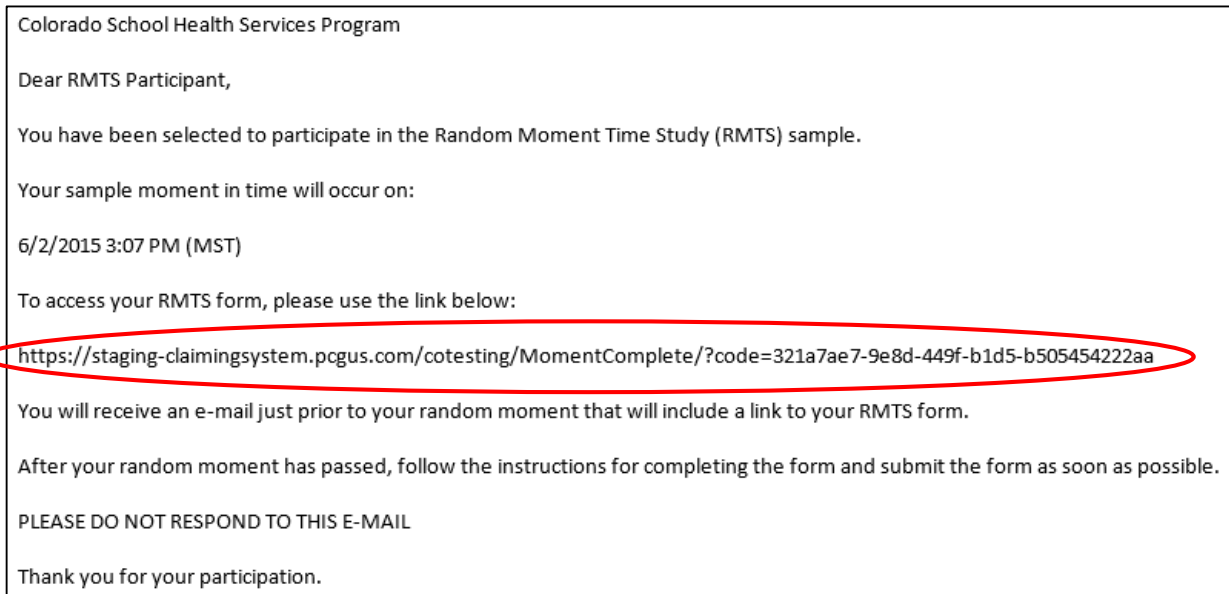 Colorado School Health Services Program
Dear RMTS Participant,
You have been selected to participate in the Random Moment Time Study (RMTS) sample.
Your sample moment in time will occur on:
6/2/2015 3:07 PM (MST)
To access your RMTS form, please use the link below:
https://staging-claimingsystem.pcgus.com/cotesting/MomentComplete/?code=321a7ae7-9e8d-449f-b1d5-b505454222aa
You will receive an e-mail just prior to your random moment that will include a link to your RMTS form.
After your random moment has passed, follow the instructions for completing the form and submit the form as soon as possible.
PLEASE DO NOT RESPOND TO THIS E-MAIL
Thank you for your participation.